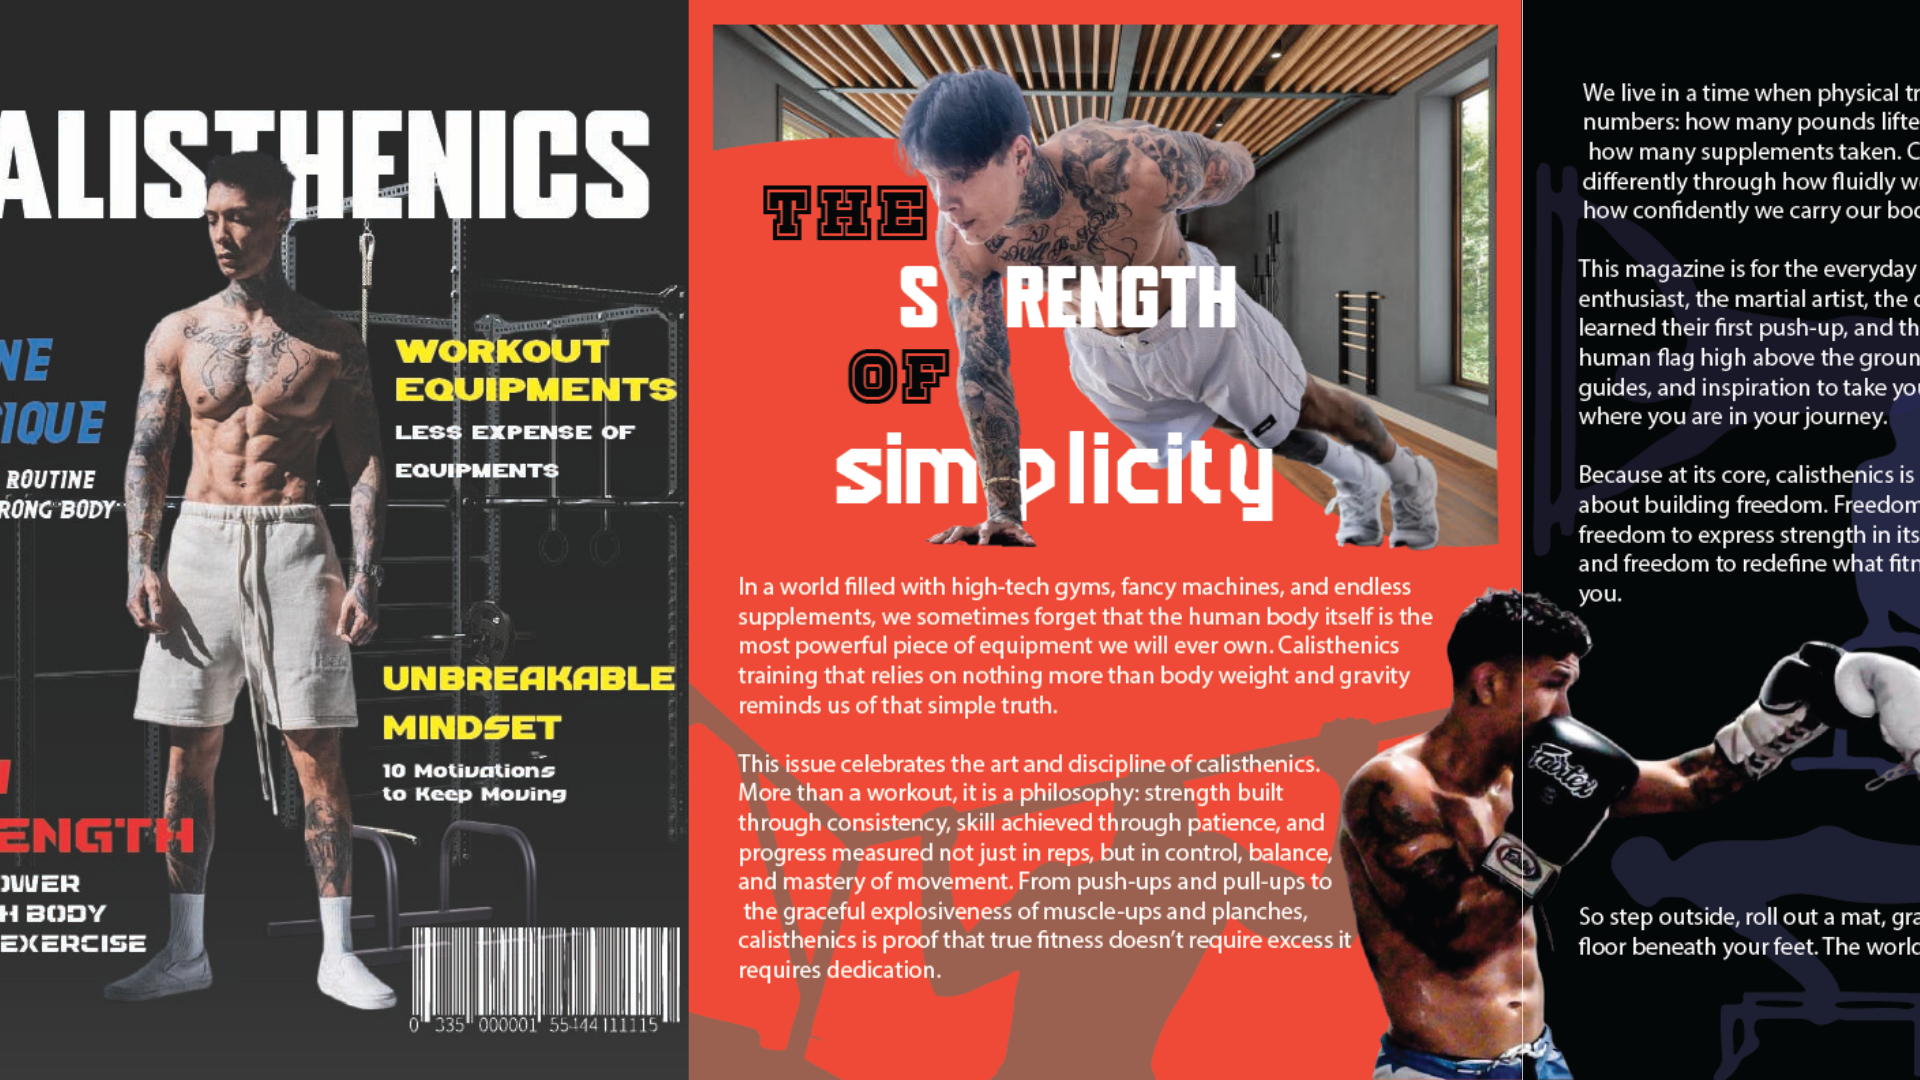 ALISTHENICS
NE
IQUE
ROUTINE
RONG BODY
WORKOUT
EQUIPMENTS
LESS EXPENSE OF
EQUIPMENTS
UNBREAKABLE
MINDSET
10 Motivations
to Keep Moving
ENGTH
OWER
H BODY
EXERCISE
0 335 000001 55444 111115
THE
S RENGTH
OF
simplicity
In a world filled with high-tech gyms, fancy machines, and endless
supplements, we sometimes forget that the human body itself is the
most powerful piece of equipment we will ever own. Calisthenics
training that relies on nothing more than body weight and gravity
reminds us of that simple truth.
This issue celebrates the art and discipline of calisthenics.
More than a workout, it is a philosophy: strength built
through consistency, skill achieved through patience, and
progress measured not just in reps, but in control, balance,
and mastery of movement. From push-ups and pull-ups to
the graceful explosiveness of muscle-ups and planches,
calisthenics is proof that true fitness doesn't require excess it
requires dedication.
Fairtex
We live in a time when physical tr
numbers: how many pounds lifte
how many supplements taken. C
differently through how fluidly w
how confidently we carry our bod
This magazine is for the everyday
enthusiast, the martial artist, the c
learned their first push-up, and th
human flag high above the groun
guides, and inspiration to take you
where you are in your journey.
Because at its core, calisthenics is
about building freedom. Freedom
freedom to express strength in its
and freedom to redefine what fitn
you.
So step outside, roll out a mat, gra
floor beneath your feet. The world